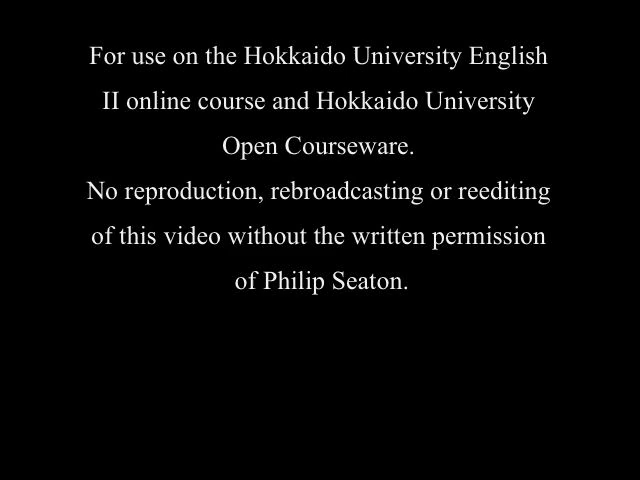 For use on the Hokkaido University English
II online course and Hokkaido University
Open Courseware.
No reproduction, rebroadcasting or reediting
of this video without the written permission
of Philip Seaton.